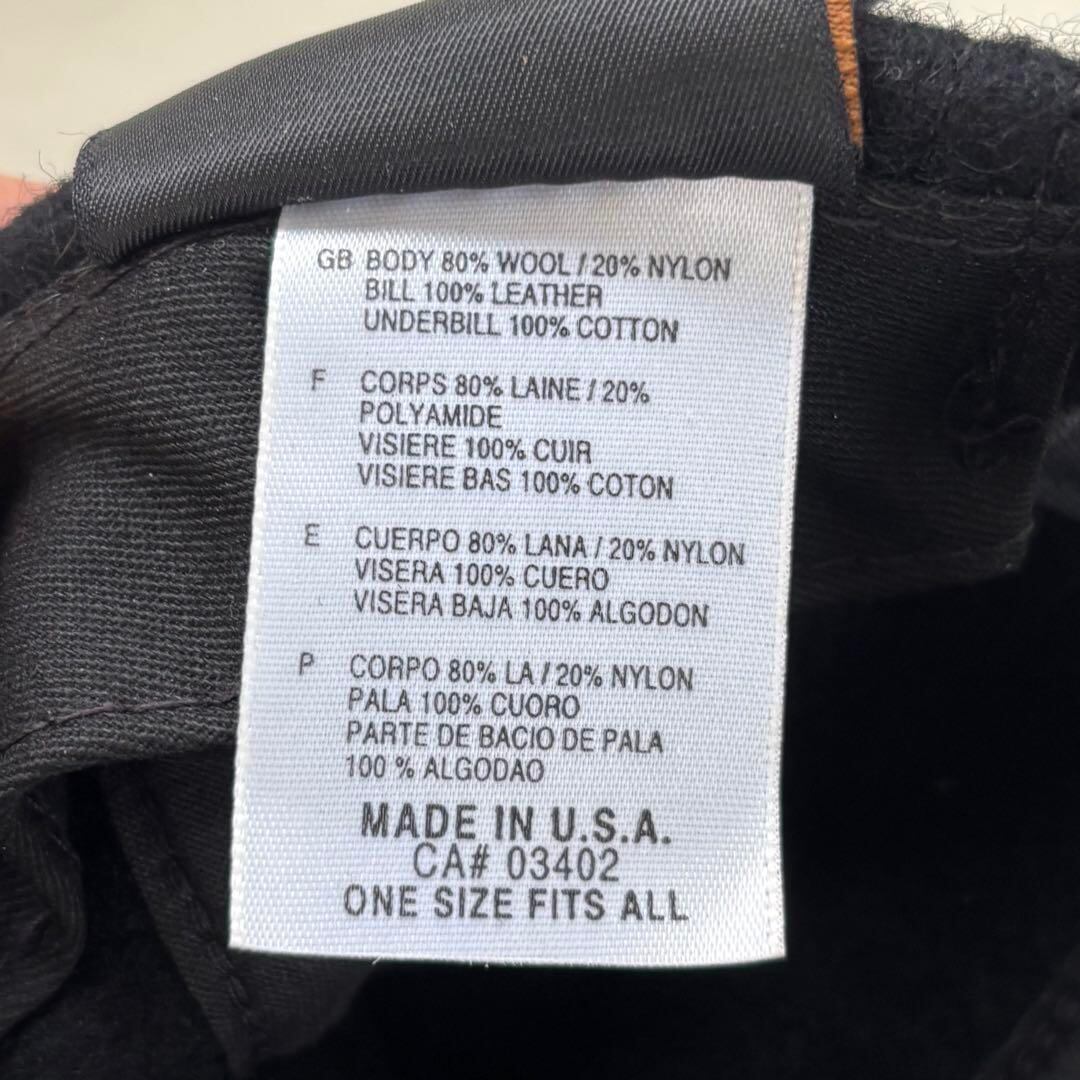 GB BODY 80% WOOL / 20% NYLON
BILL 100% LEATHER
UNDERBILL 100% COTTON
F CORPS 80% LAINE / 20%
POLYAMIDE
VISIERE 100% CUIR
VISIERE BAS 100% COTON
E CUERPO 80% LANA / 20% NYLON
VISERA 100% CUERO
VISERA BAJA 100% ALGODON
P CORPO 80% LA / 20% NYLON
PALA 100% CUORO
PARTE DE BACIO DE PALA
100 % ALGODAO
MADE IN U.S.A.
CA# 03402
ONE SIZE FITS ALL